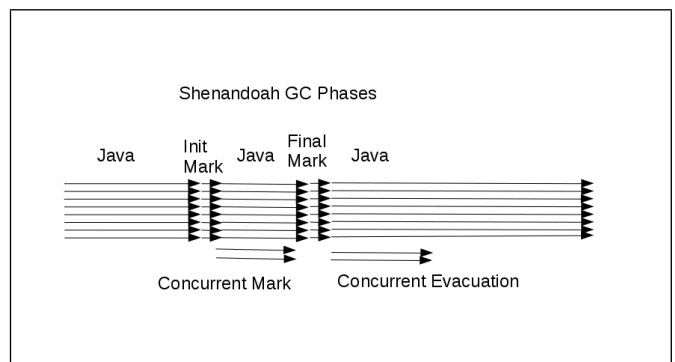 Shenandoah GC Phases
Java
Init
Mark
Java
Final
Mark
Java
Concurrent Mark
Concurrent Evacuation